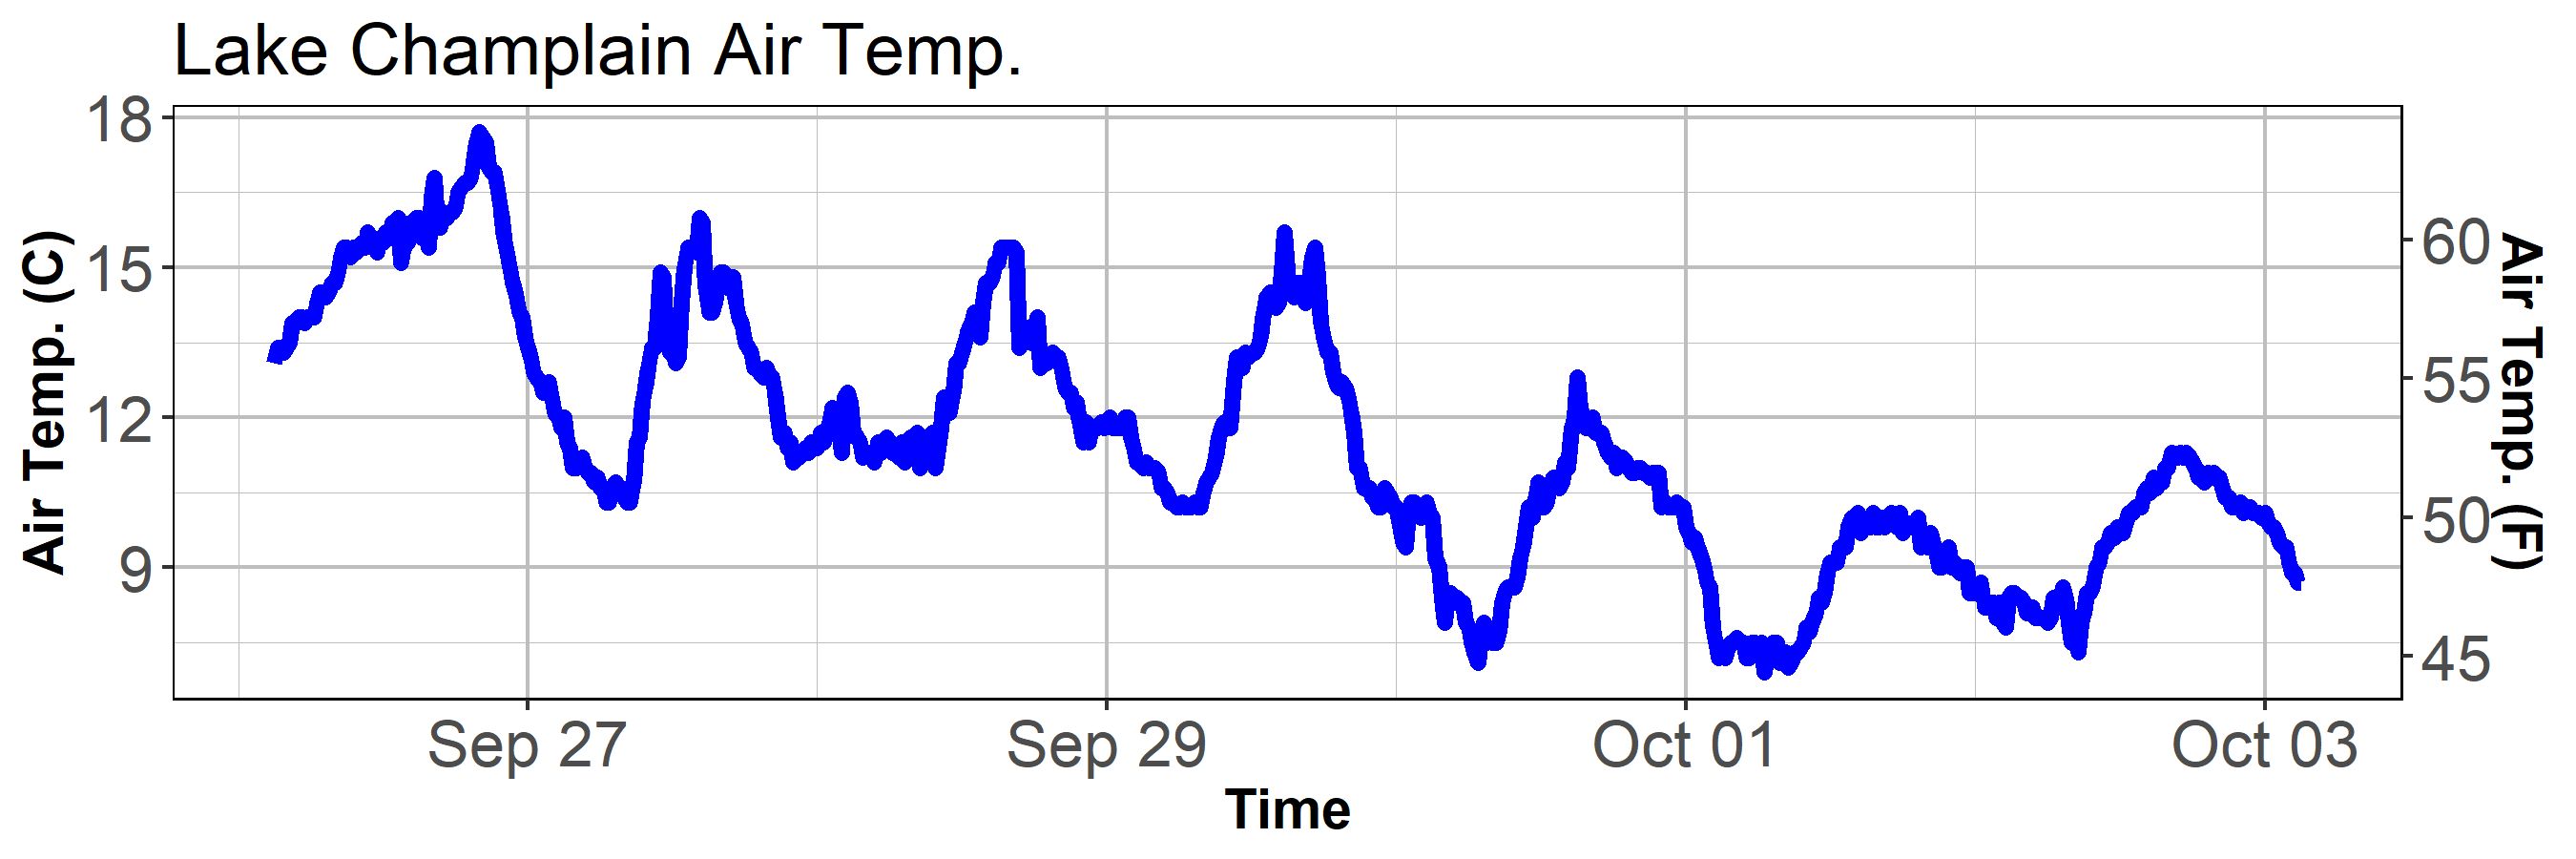 Lake Champlain Air Temp.
18
15
12
9
Air Temp. (C)
60
55
50
45
Air Temp. (F)
Sep 27
Sep 29
Oct 01
Oct 03
Time